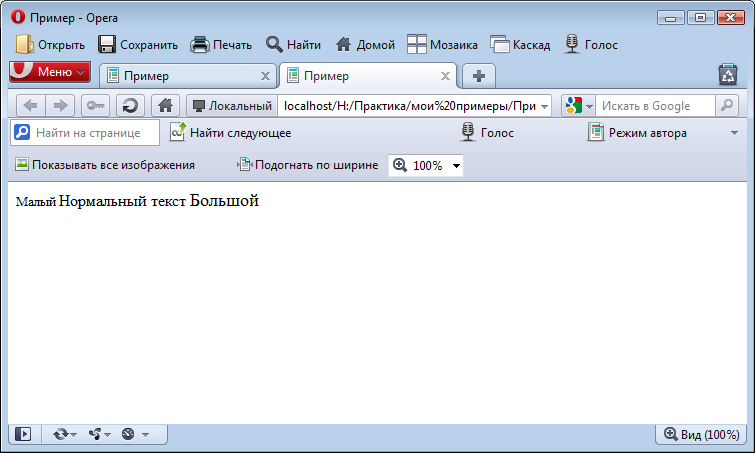 Пример - Opera
Открыть Сохранить Печать Найти Домой Мозаика Каскад Голос
Меню Пример Пример
Локальный localhost/H:/Практика/мои%20примеры/При Искать в Google
Найти на странице Найти следующее Голос Режим автора
Показывать все изображения Подогнать по ширине 100%
Малый Нормальный текст Большой
Вид (100%)